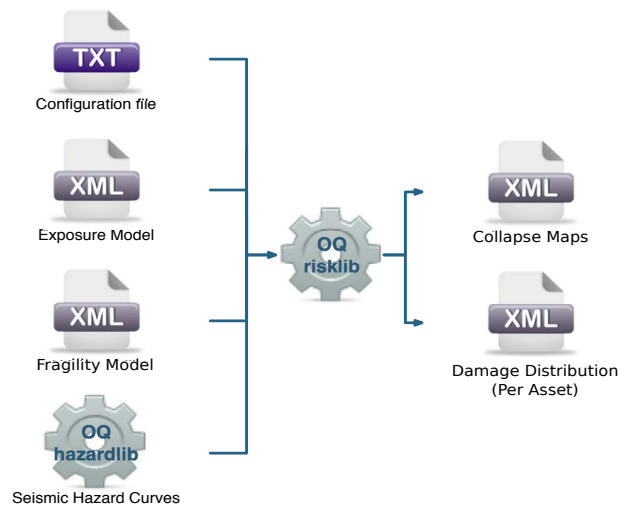 TXT
Configuration file
XML
Exposure Model
XML
Fragility Model
OQ
hazardlib
Seismic Hazard Curves
OQ
risklib
XML
Collapse Maps
XML
Damage Distribution
(Per Asset)